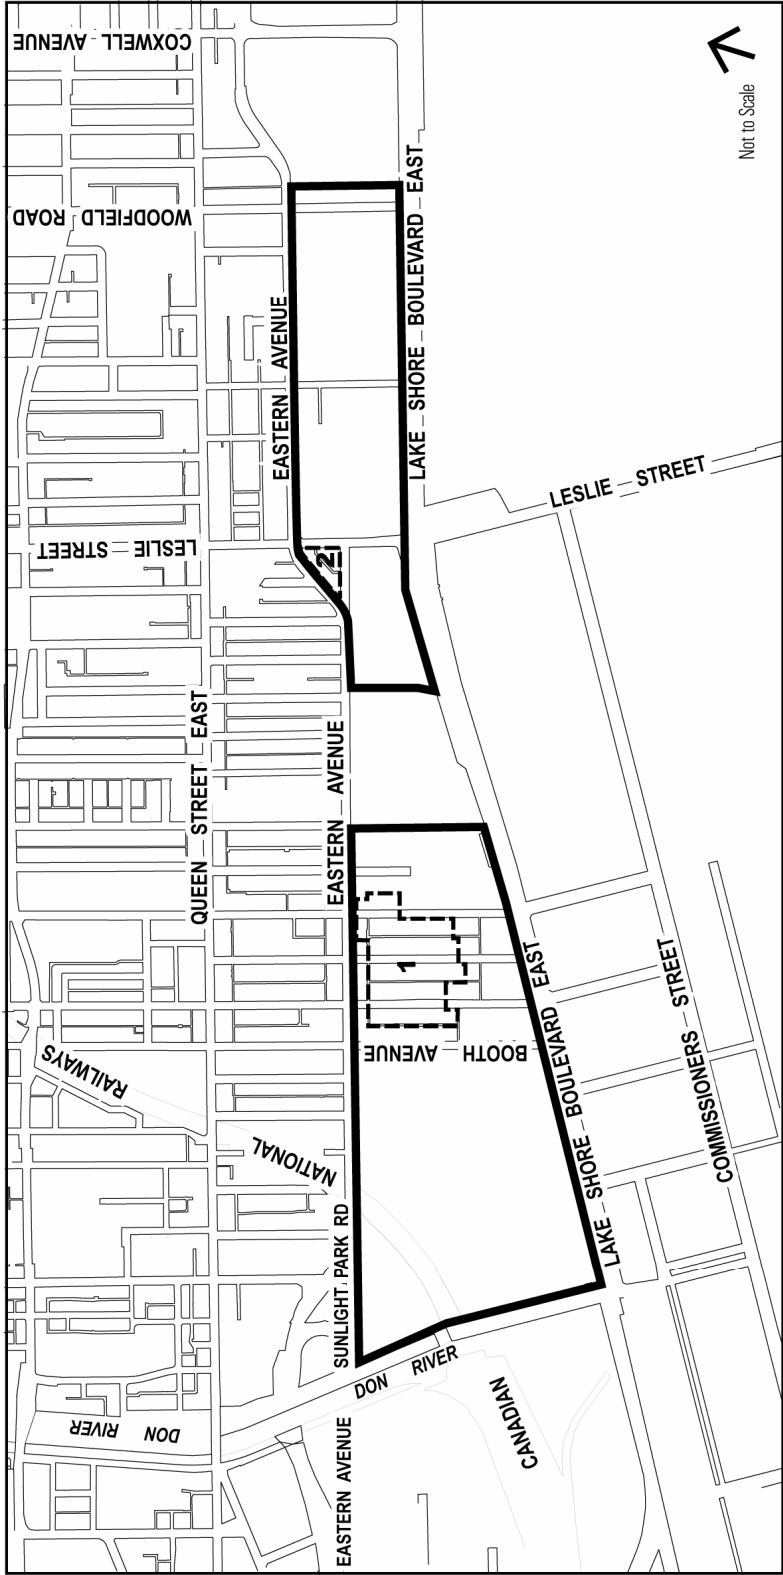 COXWELL AVENUE
WOODFIELD ROAD
LESLIE STREET
QUEEN STREET EAST
RAILWAYS
NATIONAL
DON RIVER
EASTERN AVENUE
EASTERN AVENUE
SUNLIGHT PARK RD
EASTERN AVENUE
2
1
BOOTH AVENUE
DON RIVER
CANADIAN
LAKE SHORE BOULEVARD EAST
LAKE SHORE BOULEVARD EAST
LESLIE STREET
COMMISSIONERS STREET
Not to Scale